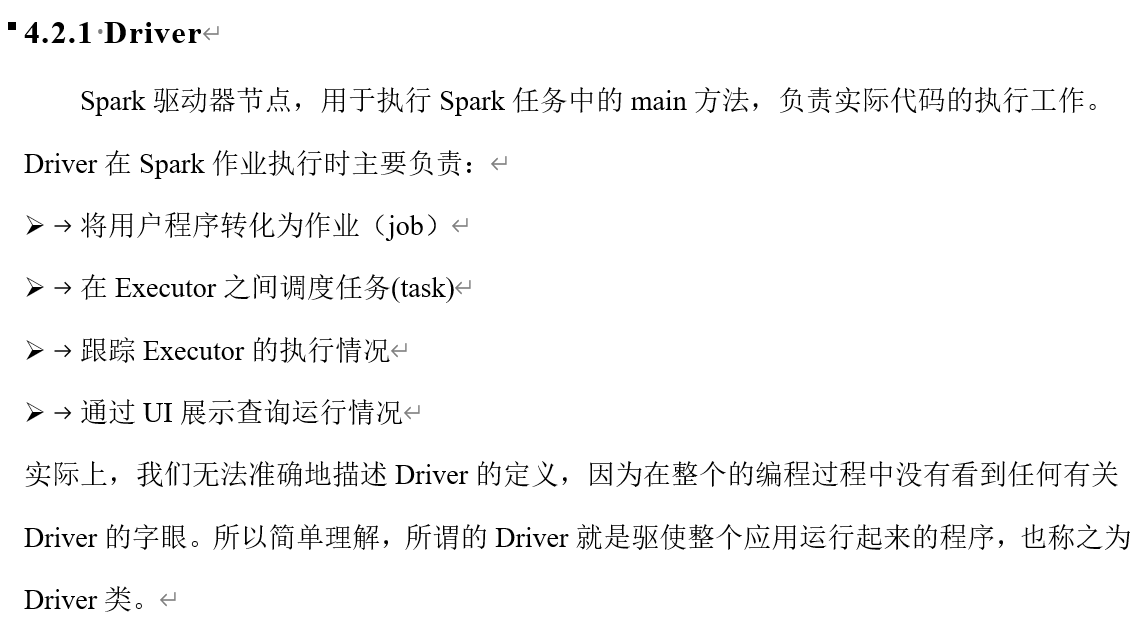 4.2.1 Driver
Spark 驱动器节点，用于执行 Spark 任务中的 main 方法，负责实际代码的执行工作。
Driver 在 Spark 作业执行时主要负责：
➢ → 将用户程序转化为作业（job）
➢ → 在 Executor 之间调度任务(task)
➢ → 跟踪 Executor 的执行情况
➢ → 通过 UI 展示查询运行情况
实际上，我们无法准确地描述 Driver 的定义，因为在整个的编程过程中没有看到任何有关
Driver 的字眼。所以简单理解，所谓的 Driver 就是驱使整个应用运行起来的程序，也称之为
Driver 类。